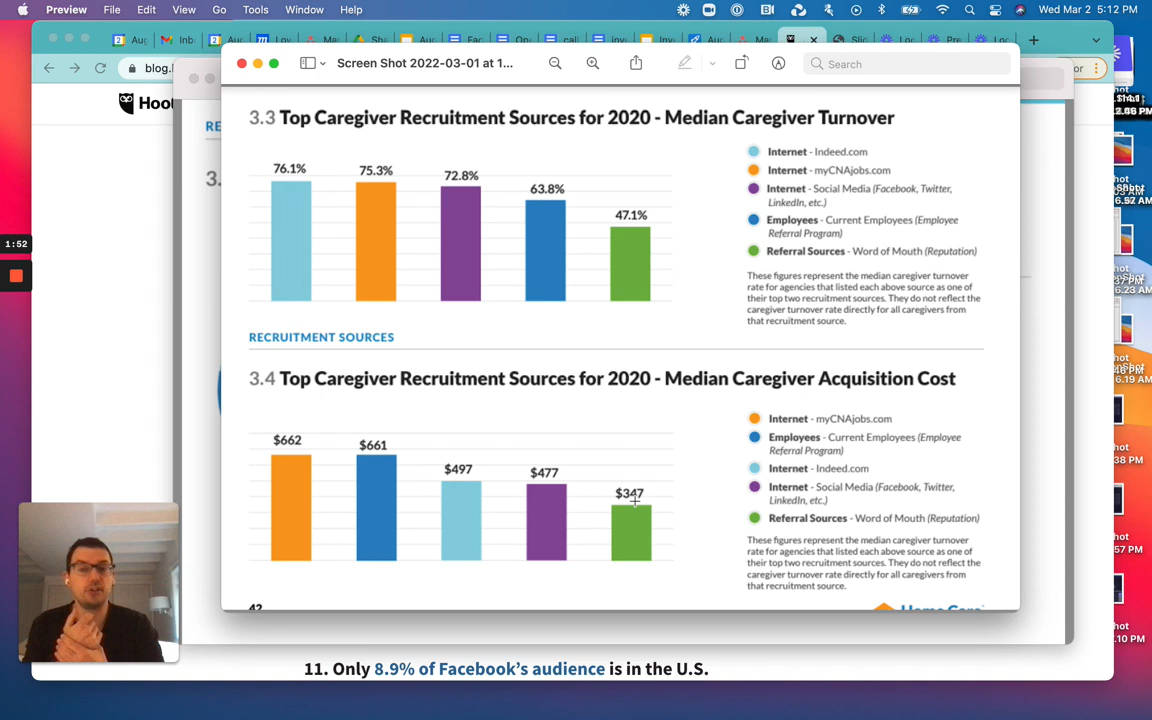 Preview File Edit View Go Tools Window Help
Wed Mar 2 5:12 PM
blog.
Hoot
Screen Shot 2022-03-01 at 1...
Search
RE
3.
1:52
3.3 Top Caregiver Recruitment Sources for 2020 - Median Caregiver Turnover
76.1%
75.3%
72.8%
63.8%
47.1%
Internet - Indeed.com
Internet - myCNAjobs.com
Internet - Social Media (Facebook, Twitter,
LinkedIn, etc.)
Employees - Current Employees (Employee
Referral Program)
Referral Sources - Word of Mouth (Reputation)
These figures represent the median caregiver turnover
rate for agencies that listed each above source as one of
their top two recruitment sources. They do not reflect the
caregiver turnover rate directly for all caregivers from
that recruitment source.
RECRUITMENT SOURCES
3.4 Top Caregiver Recruitment Sources for 2020 - Median Caregiver Acquisition Cost
$662
$661
$497
$477
$347
Internet - myCNAjobs.com
Employees - Current Employees (Employee
Referral Program)
Internet - Indeed.com
Internet - Social Media (Facebook, Twitter,
LinkedIn, etc.)
Referral Sources - Word of Mouth (Reputation)
These figures represent the median caregiver turnover
rate for agencies that listed each above source as one of
their top two recruitment sources. They do not reflect the
caregiver turnover rate directly for all caregivers from
that recruitment source.
42
Home Care
11. Only 8.9% of Facebook's audience is in the U.S.